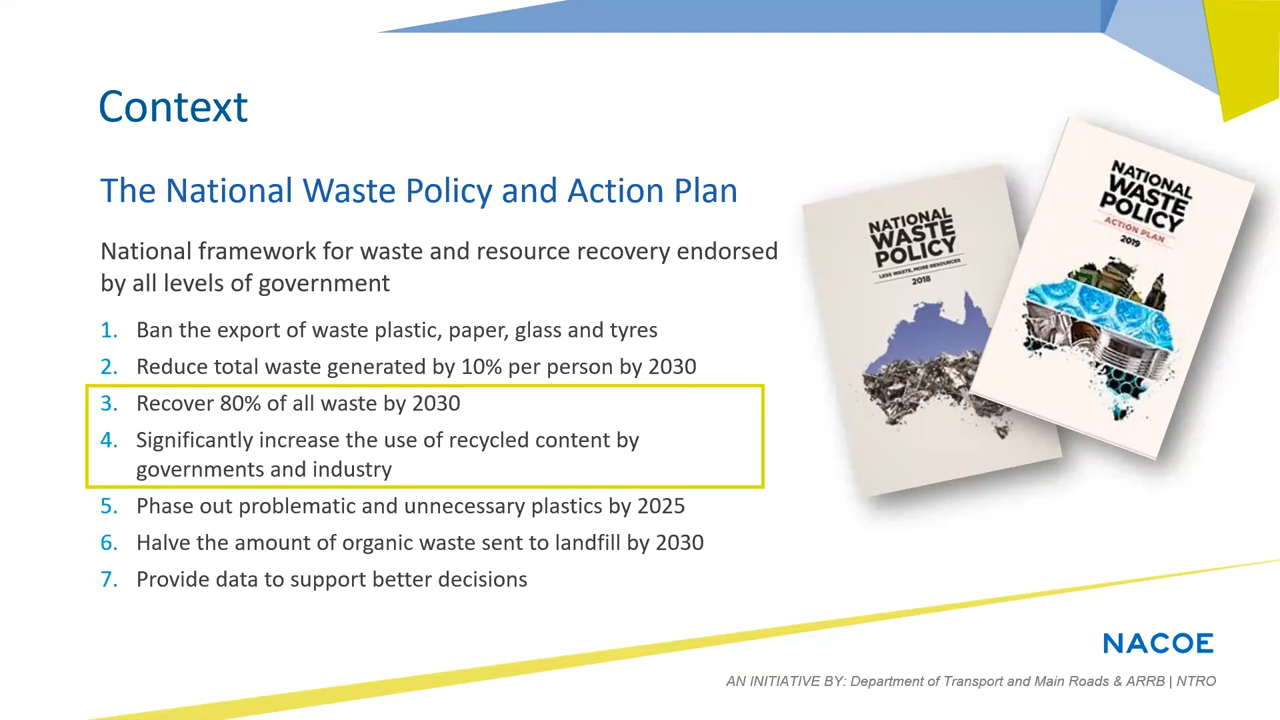 Context
The National Waste Policy and Action Plan
National framework for waste and resource recovery endorsed
by all levels of government
1. Ban the export of waste plastic, paper, glass and tyres
2. Reduce total waste generated by 10% per person by 2030
3. Recover 80% of all waste by 2030
4. Significantly increase the use of recycled content by
governments and industry
5. Phase out problematic and unnecessary plastics by 2025
6. Halve the amount of organic waste sent to landfill by 2030
7. Provide data to support better decisions
NATIONAL
WASTE
POLICY
LESS WASTE, MORE RESOURCES
2018
NATIONAL
WASTE
POLICY
ACTION PLAN
2019
NACOE
AN INITIATIVE BY: Department of Transport and Main Roads & ARRB | NTRO